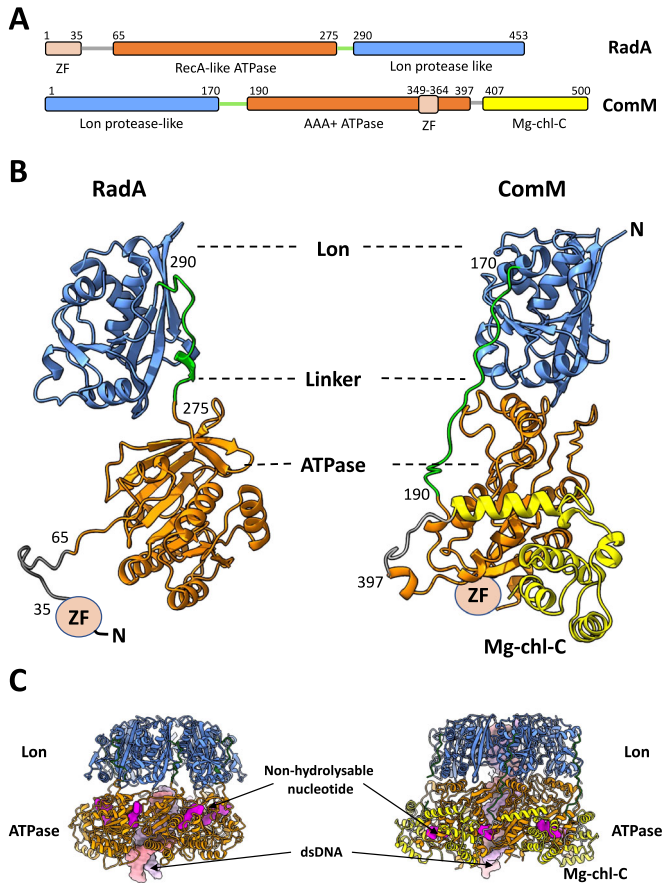 A
1 35 65 275 290 453 RadA
ZF RecA-like ATPase Lon protease like
1 170 190 349-364 397 407 500 ComM
Lon protease-like AAA+ ATPase ZF Mg-chl-C
B
RadA ComM
N
Lon
290 170
Linker
275
ATPase
190
65
397
35 ZF N ZF
Mg-chl-C
C
Lon Lon
Non-hydrolysable
nucleotide
ATPase ATPase
dsDNA
Mg-chl-C